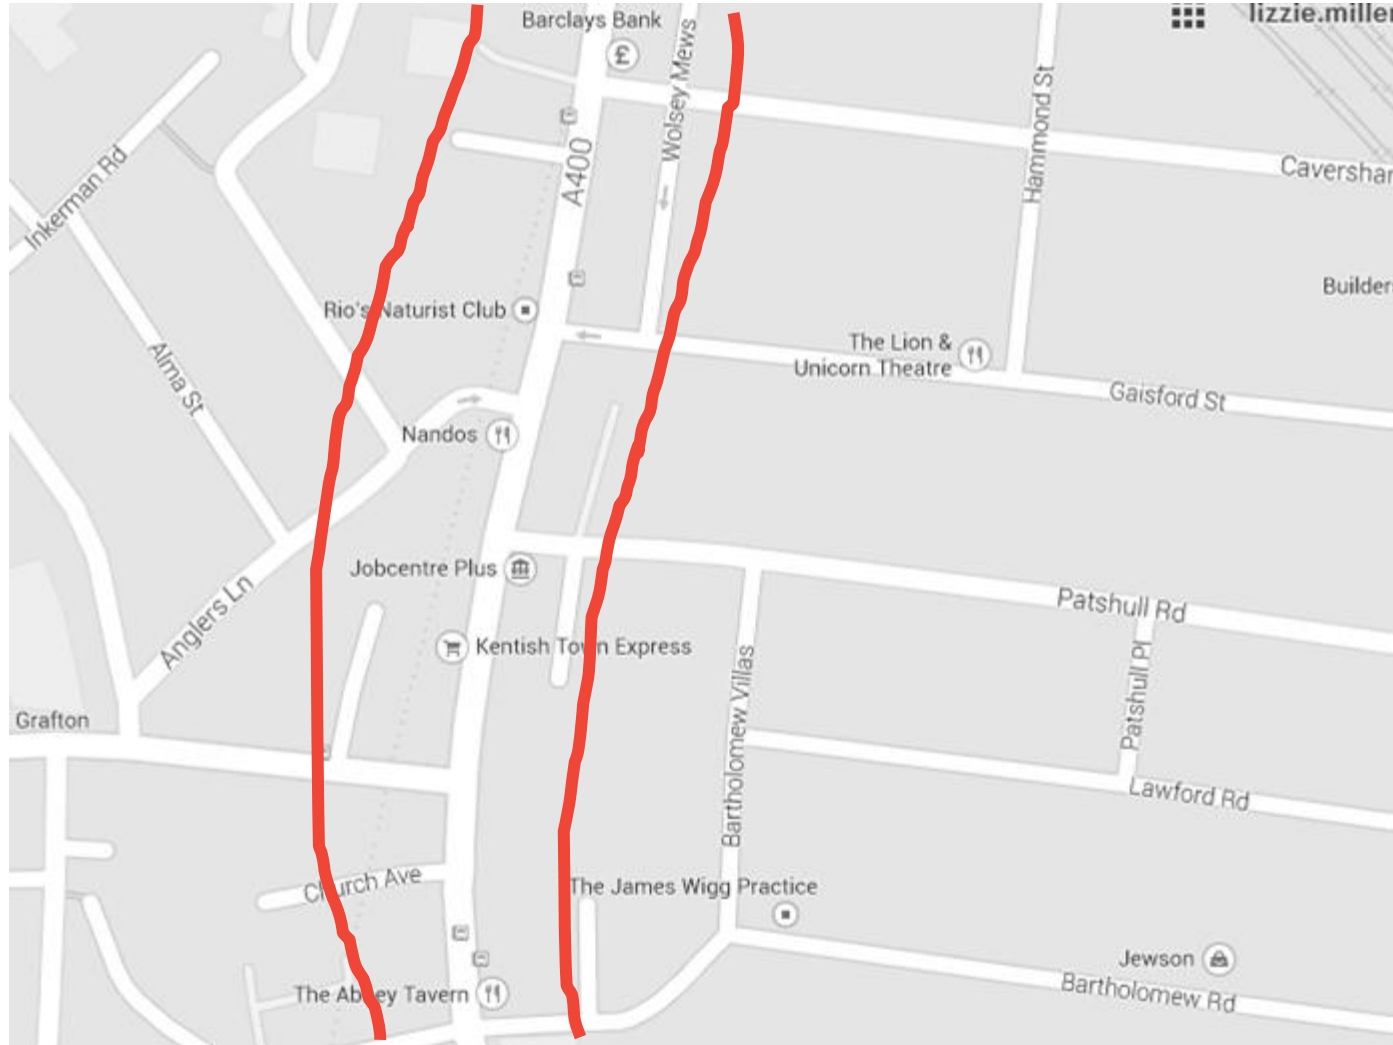 Barclays Bank
lizzie.miller
Wolsey Mews
Hammond St
A400
Cavershar
Inkerman Rd
Builder
Rio's Naturist Club
The Lion &
Unicorn Theatre
Alma St
Gaisford St
Nandos
Jobcentre Plus
Patshull Rd
Anglers Ln
Kentish Town Express
Patshull Pl
Bartholomew Villas
Grafton
Lawford Rd
Church Ave
The James Wigg Practice
Jewson
The Abbey Tavern
Bartholomew Rd